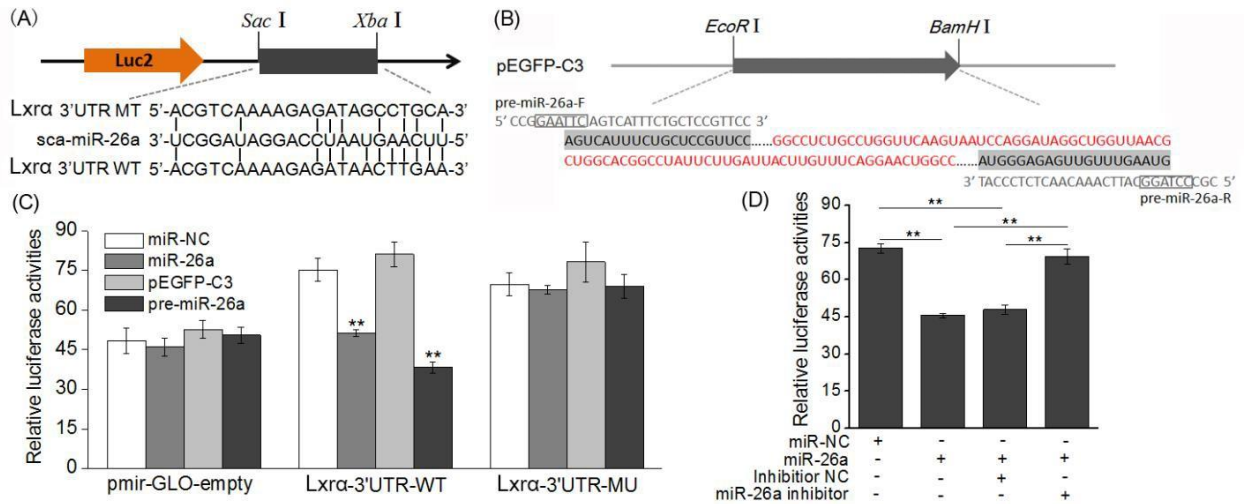 (A)
Sac I
Xba I
Luc2
Lxrα 3'UTR MT 5'-ACGTCAAAAGAGATAGCCTGCA-3'
sca-miR-26a 3'-UCGGAUAGGACCUAAUGAACUU-5'
Lxrα 3'UTR WT 5'-ACGTCAAAAGAGATAACTTGAA-3'
(B)
EcoR I
BamH I
pEGFP-C3
pre-miR-26a-F
5' CCGGAATTCAGTCATTTCTGCTCCGTTCC 3'
AGUCAUUUCUGCUCCGUUCC......GGCCUCUGCCUGGUUCAAGUAAUCCAGGAUAGGCUGGUUAACG
CUGGCACGGCCUAUUCUUGAUUACUUGUUUCAGGAACUGGCC......AUGGGAGAGUUGUUUGAAUG
3' TACCCTCTCAACAAACTTACGGATCCCGC 5'
pre-miR-26a-R
(C)
Relative luciferase activities
90
75
60
45
30
15
0
miR-NC
miR-26a
pEGFP-C3
pre-miR-26a
**
**
pmir-GLO-empty
Lxrα-3'UTR-WT
Lxrα-3'UTR-MU
(D)
Relative luciferase activities
90
75
60
45
30
15
0
**
**
**
**
miR-NC + - - -
miR-26a - + + +
Inhibitior NC - - + -
miR-26a inhibitor - - - +